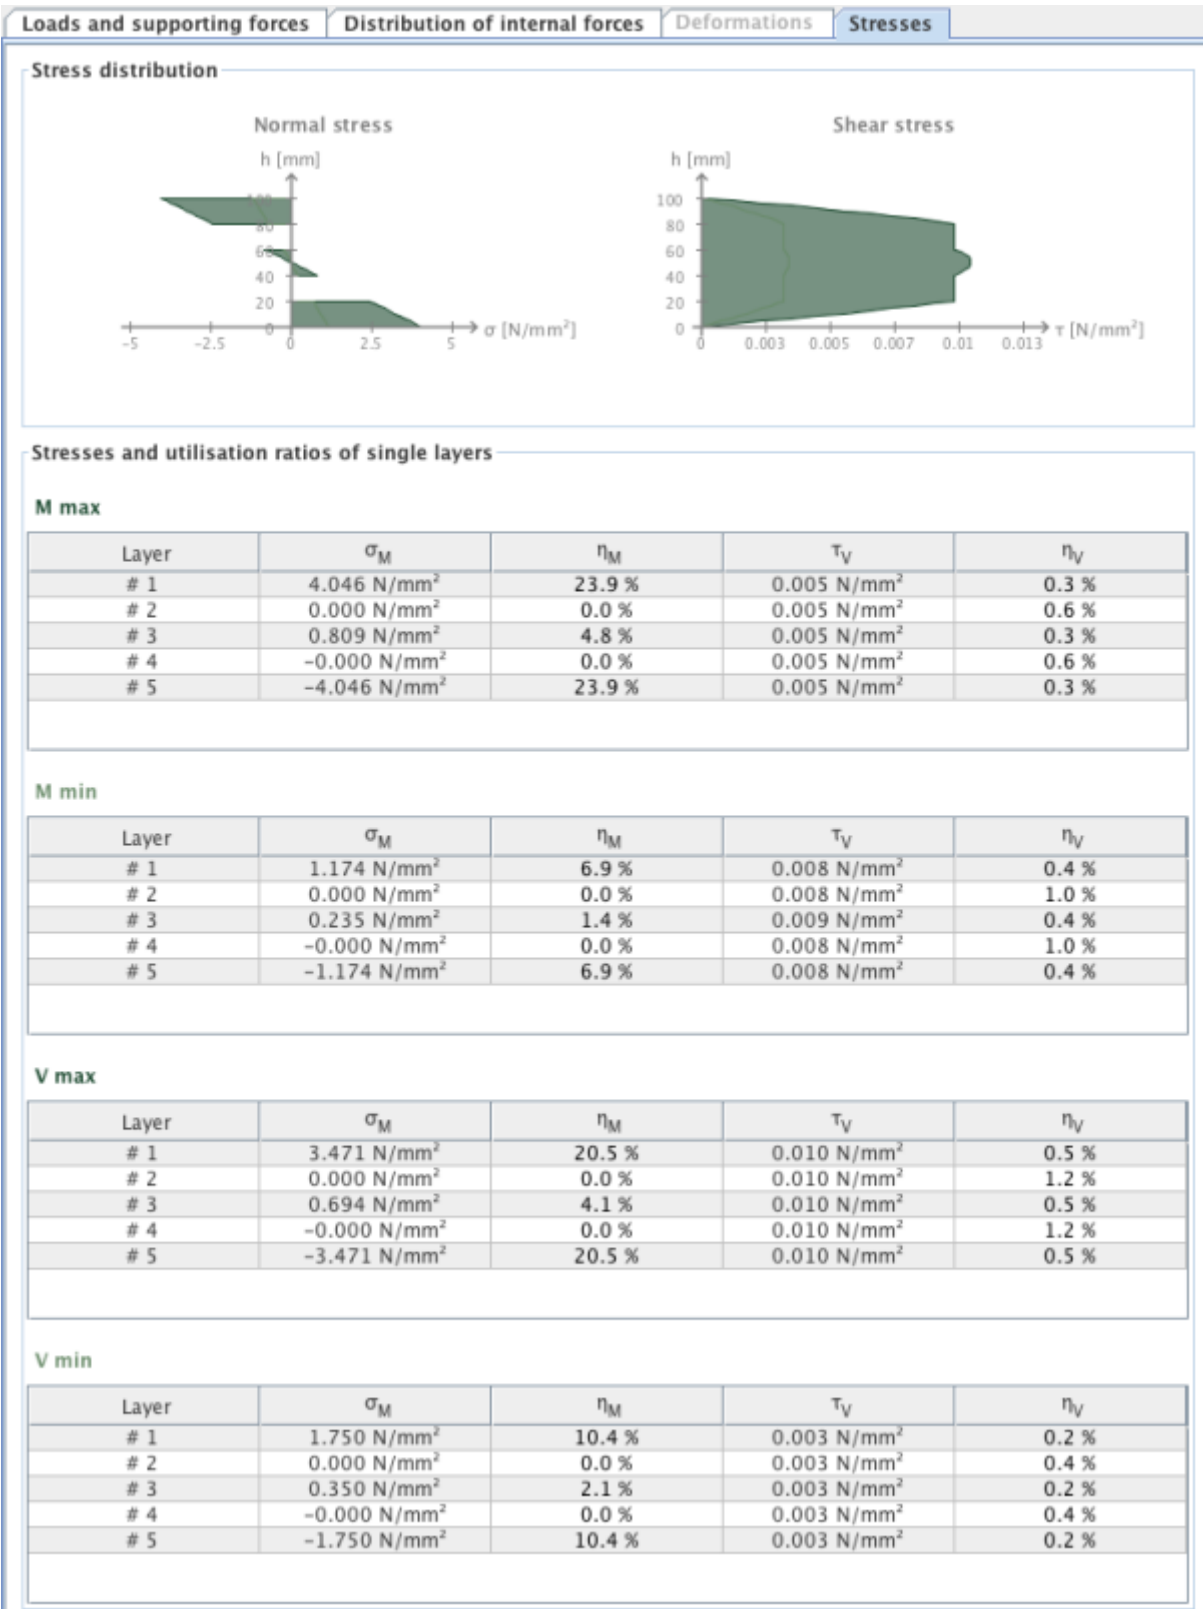 Loads and supporting forces Distribution of internal forces Deformations Stresses
Stress distribution
Normal stress Shear stress
h [mm] h [mm]
100 100
80 80
60 60
40 40
20 20
0 σ [N/mm²] 0 τ [N/mm²]
-5 -2.5 0 2.5 5 0 0.003 0.005 0.007 0.01 0.013
Stresses and utilisation ratios of single layers
M max
Layer σM ηM τV ηV
# 1 4.046 N/mm² 23.9 % 0.005 N/mm² 0.3 %
# 2 0.000 N/mm² 0.0 % 0.005 N/mm² 0.6 %
# 3 0.809 N/mm² 4.8 % 0.005 N/mm² 0.3 %
# 4 -0.000 N/mm² 0.0 % 0.005 N/mm² 0.6 %
# 5 -4.046 N/mm² 23.9 % 0.005 N/mm² 0.3 %
M min
Layer σM ηM τV ηV
# 1 1.174 N/mm² 6.9 % 0.008 N/mm² 0.4 %
# 2 0.000 N/mm² 0.0 % 0.008 N/mm² 1.0 %
# 3 0.235 N/mm² 1.4 % 0.009 N/mm² 0.4 %
# 4 -0.000 N/mm² 0.0 % 0.008 N/mm² 1.0 %
# 5 -1.174 N/mm² 6.9 % 0.008 N/mm² 0.4 %
V max
Layer σM ηM τV ηV
# 1 3.471 N/mm² 20.5 % 0.010 N/mm² 0.5 %
# 2 0.000 N/mm² 0.0 % 0.010 N/mm² 1.2 %
# 3 0.694 N/mm² 4.1 % 0.010 N/mm² 0.5 %
# 4 -0.000 N/mm² 0.0 % 0.010 N/mm² 1.2 %
# 5 -3.471 N/mm² 20.5 % 0.010 N/mm² 0.5 %
V min
Layer σM ηM τV ηV
# 1 1.750 N/mm² 10.4 % 0.003 N/mm² 0.2 %
# 2 0.000 N/mm² 0.0 % 0.003 N/mm² 0.4 %
# 3 0.350 N/mm² 2.1 % 0.003 N/mm² 0.2 %
# 4 -0.000 N/mm² 0.0 % 0.003 N/mm² 0.4 %
# 5 -1.750 N/mm² 10.4 % 0.003 N/mm² 0.2 %